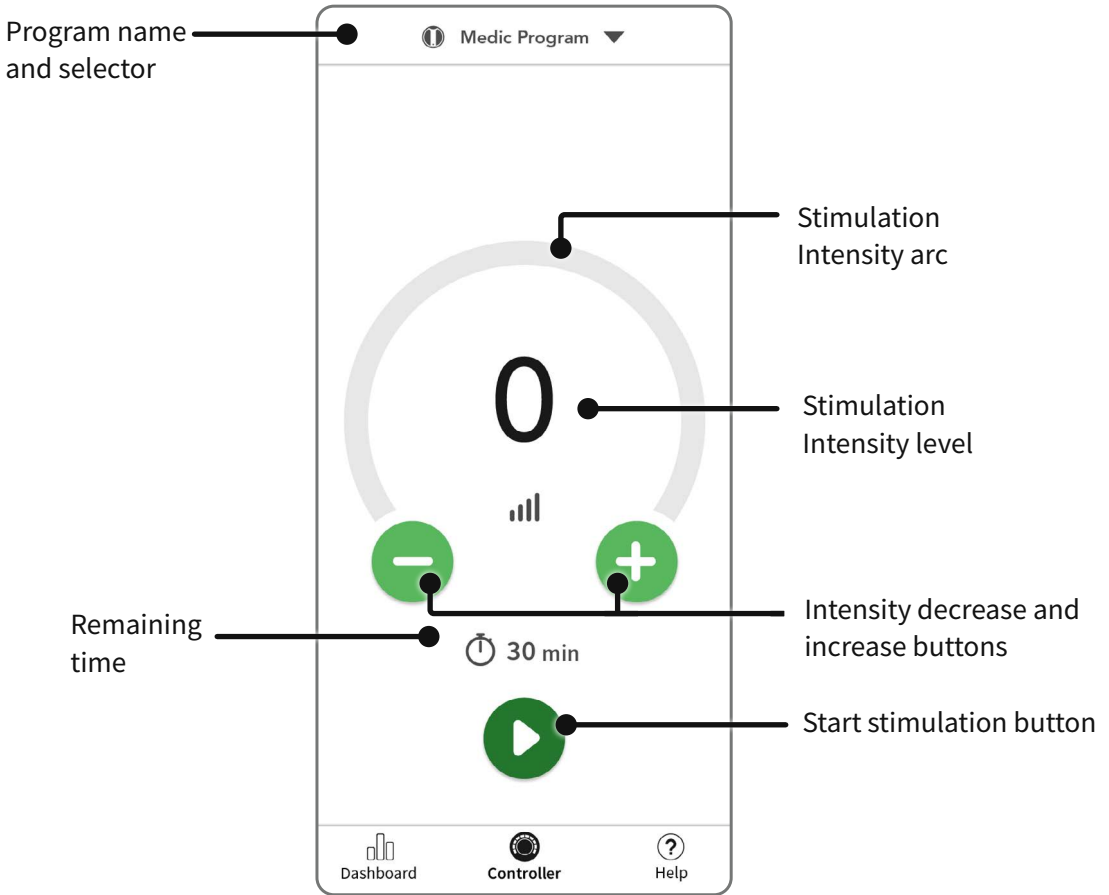 Program name
and selector
Medic Program
Stimulation
Intensity arc
0
Stimulation
Intensity level
Intensity decrease and
increase buttons
Remaining
time
30 min
Start stimulation button
Dashboard
Controller
? 
Help